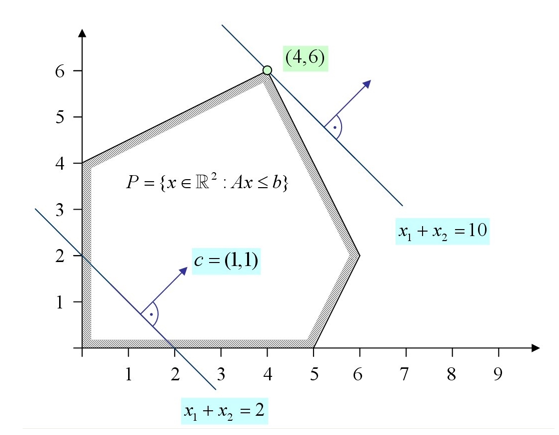 (4,6)
6
5
P = {x ∈ ℝ² : Ax ≤ b}
4
3
x₁ + x₂ = 10
2
c = (1,1)
1
1 2 3 4 5 6 7 8 9
x₁ + x₂ = 2